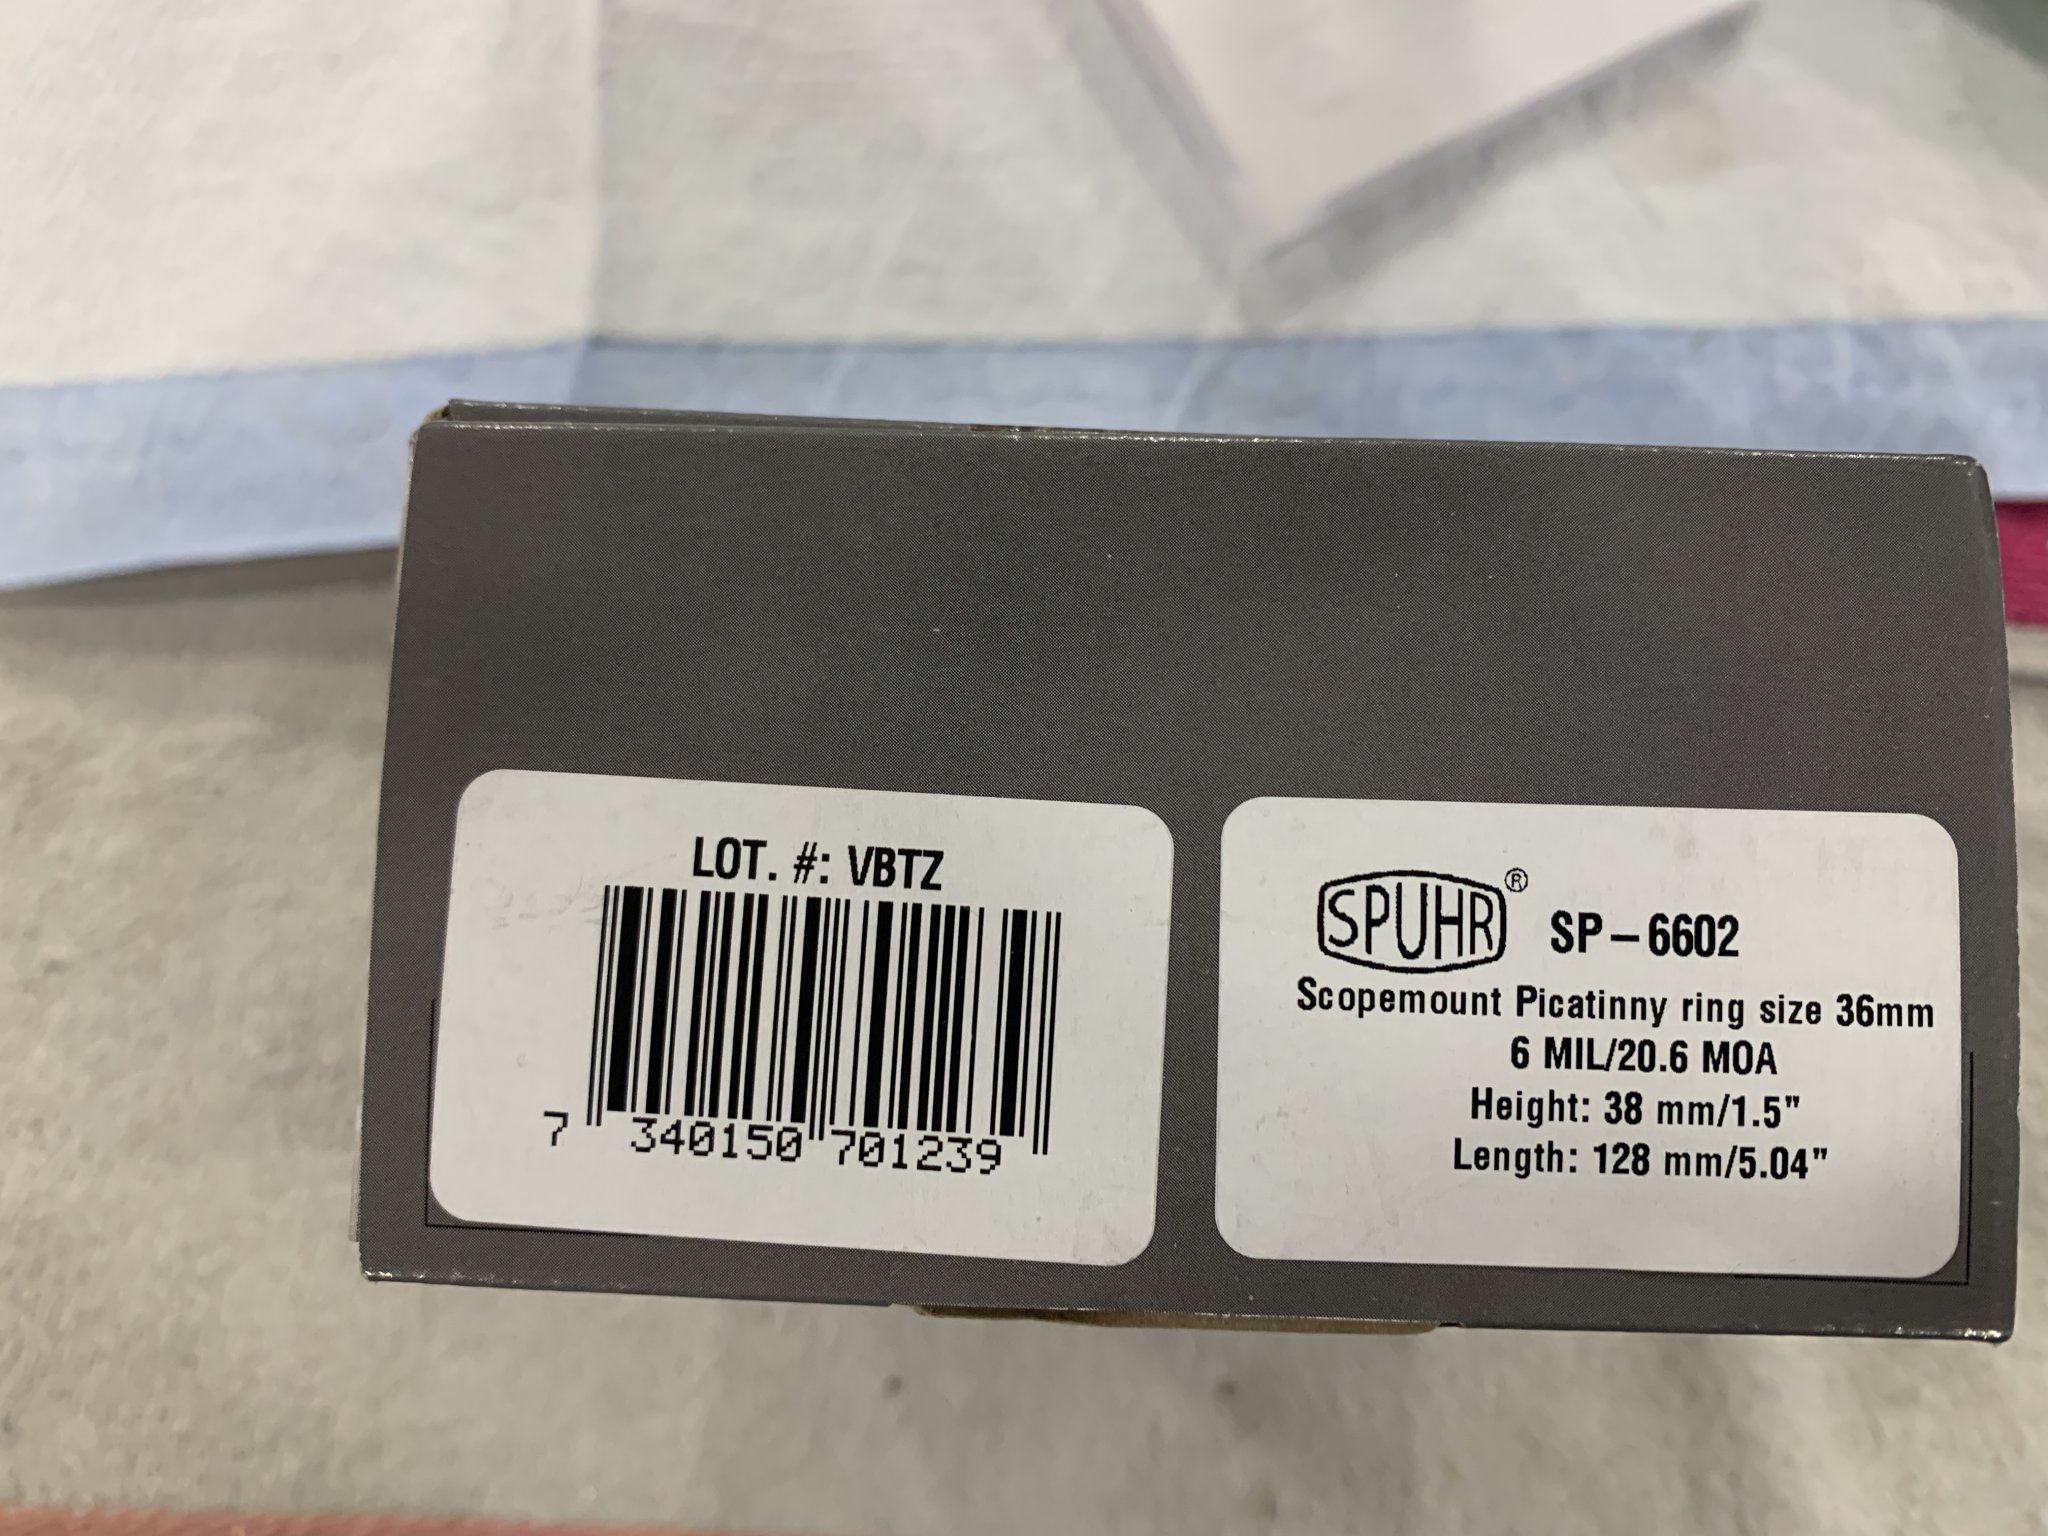 LOT. #: VBTZ
7 340150 701239
SPUHR® SP-6602
Scopemount Picatinny ring size 36mm
6 MIL/20.6 MOA
Height: 38 mm/1.5"
Length: 128 mm/5.04"